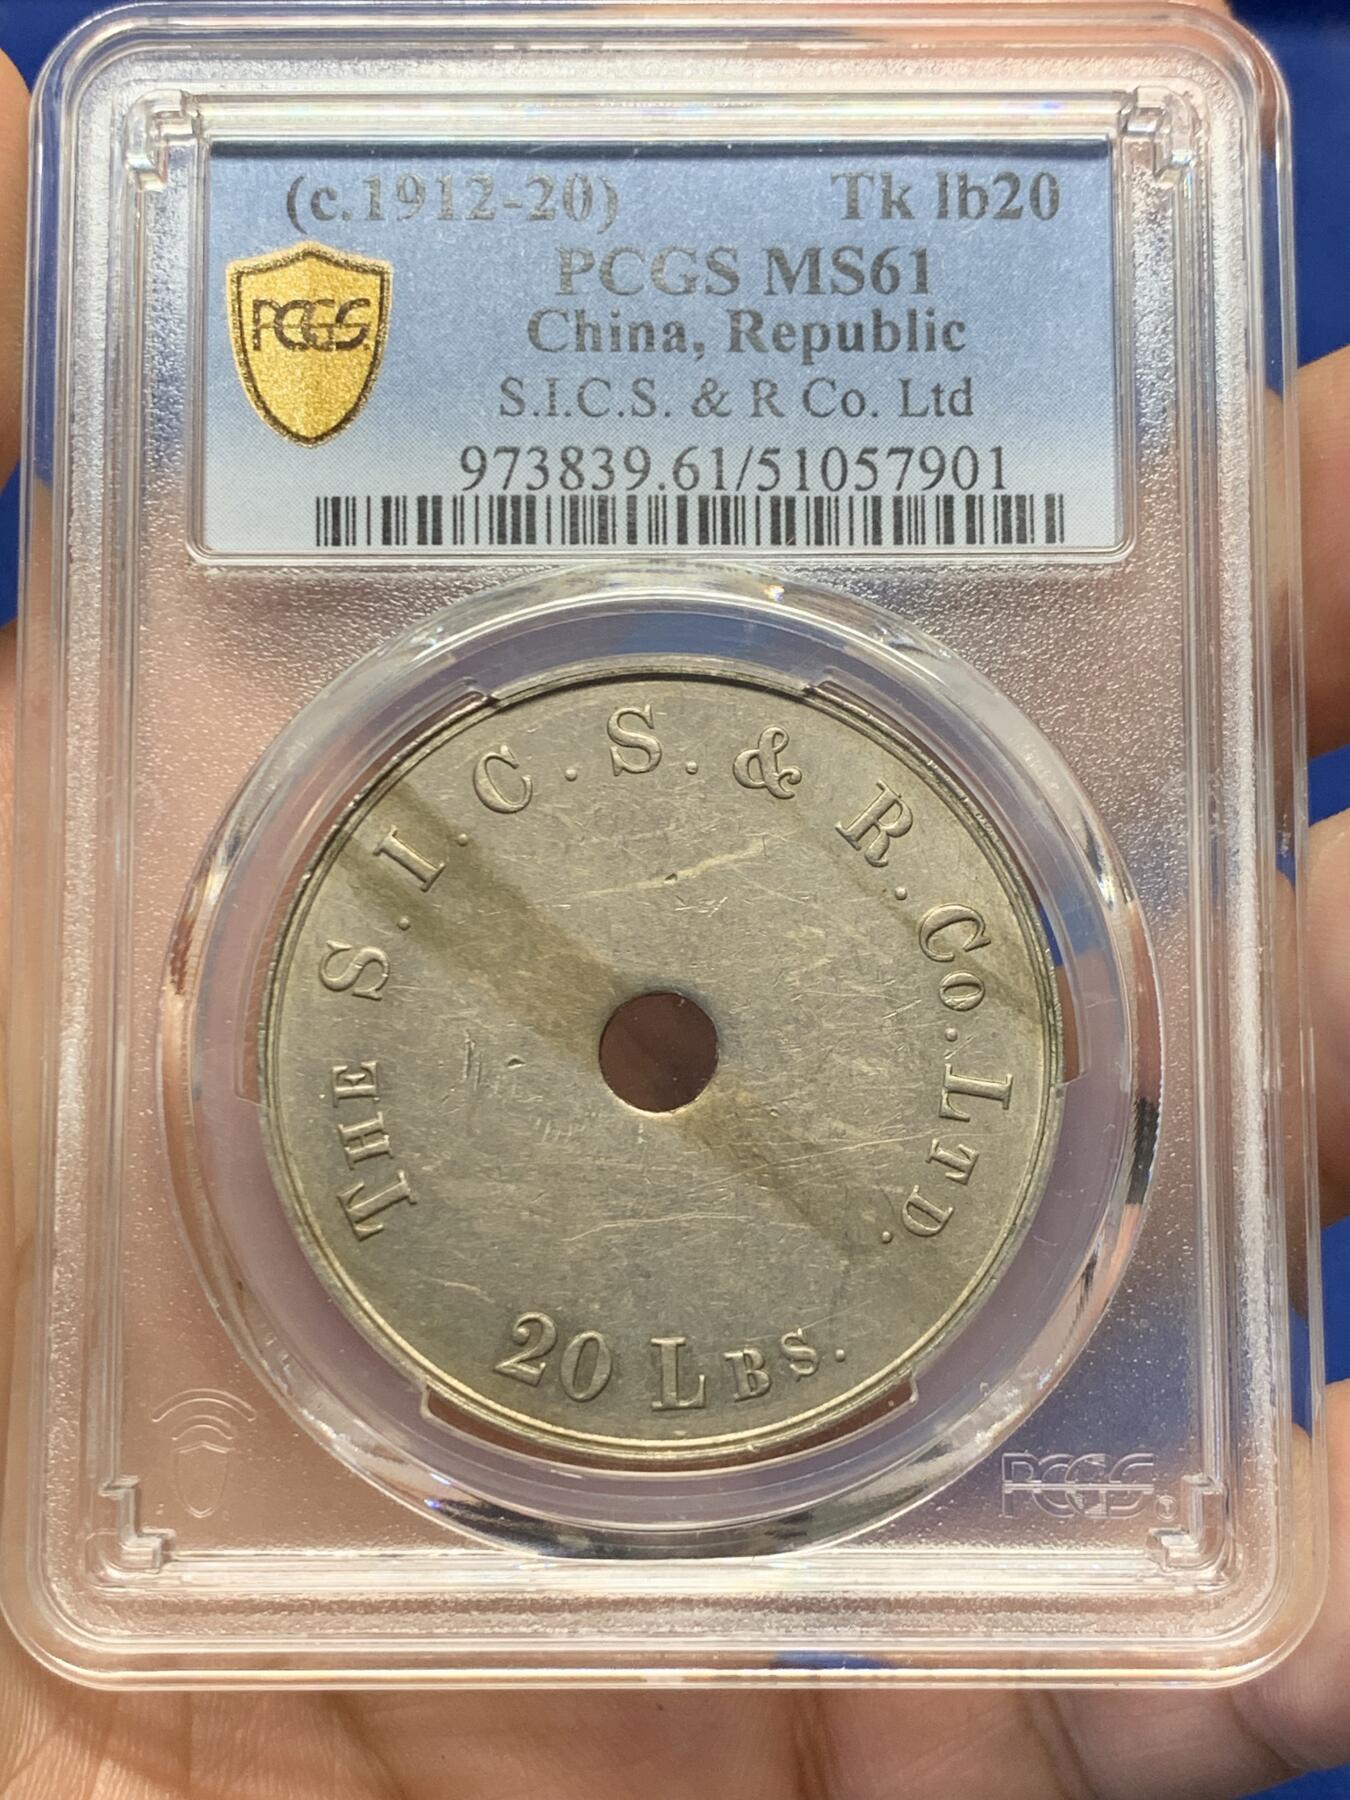 (c.1912-20) Tk lb20
PCGS MS61
PCGS
China, Republic
S.I.C.S. & R Co. Ltd
973839.61/51057901
THE S.I.C.S. & R.Co.LTD.
20 LBS.
PCGS